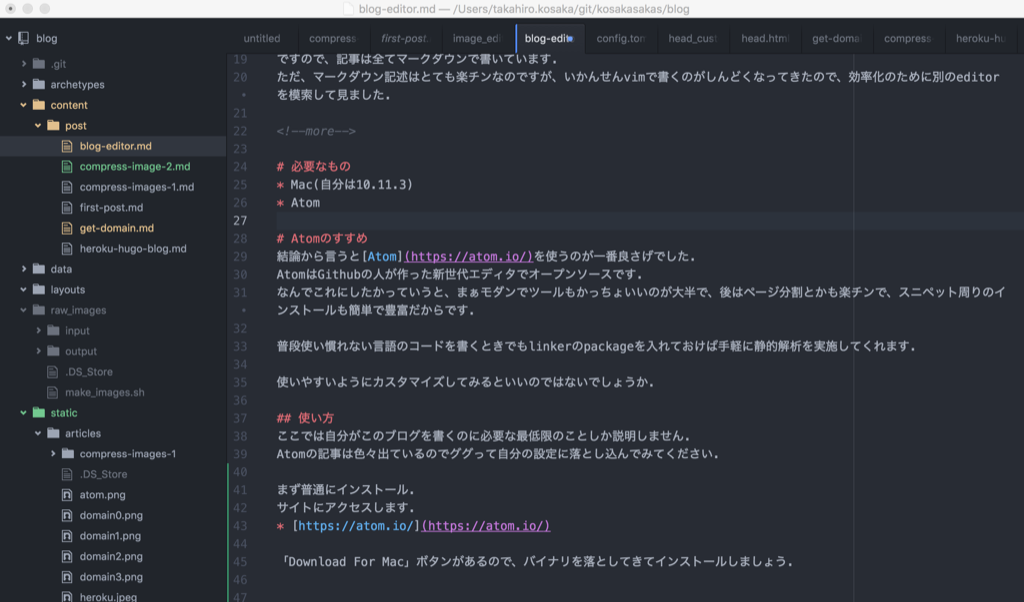 blog-editor.md — /Users/takahiro.kosaka/git/kosakasakas/blog
blog
.git
archetypes
content
post
blog-editor.md
compress-image-2.md
compress-images-1.md
first-post.md
get-domain.md
heroku-hugo-blog.md
data
layouts
raw_images
input
output
.DS_Store
make_images.sh
static
articles
compress-images-1
.DS_Store
atom.png
domain0.png
domain1.png
domain2.png
domain3.png
heroku.jpeg
untitled compress first-post. image_edi blog-edit config.ton head_cust head.html get-domai compress heroku-hu
19 ですので、記事は全てマークダウンで書いています.
20 ただ、マークダウン記述はとても楽チンなのですが、いかんせんvimで書くのがしんどくなってきたので、効率化のために別のeditor
• を模索して見ました.
21
22 <!--more-->
23
24 # 必要なもの
25 * Mac(自分は10.11.3)
26 * Atom
27
28 # Atomのすすめ
29 結論から言うと[Atom](https://atom.io/)を使うのが一番良さげでした.
30 AtomはGithubの人が作った新世代エディタでオープンソースです.
31 なんでこれにしたかっていうと、まぁモダンでツールもかっちょいいのが大半で、後はページ分割とかも楽チンで、スニペット周りのイ
• ンストールも簡単で豊富だからです.
32
33 普段使い慣れない言語のコードを書くときでもlinkerのpackageを入れておけば手軽に静的解析を実施してくれます.
34
35 使いやすいようにカスタマイズしてみるといいのではないでしょうか.
36
37 ## 使い方
38 ここでは自分がこのブログを書くのに必要な最低限のことしか説明しません.
39 Atomの記事は色々出ているのでググって自分の設定に落とし込んでみてください.
40
41 まず普通にインストール.
42 サイトにアクセスします.
43 * [https://atom.io/](https://atom.io/)
44
45 「Download For Mac」ボタンがあるので、バイナリを落としてきてインストールしましょう.
46
47